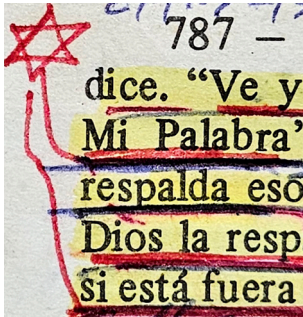 787 –
dice. “Ve y
Mi Palabra”
respalda eso
Dios la resp
si está fuera